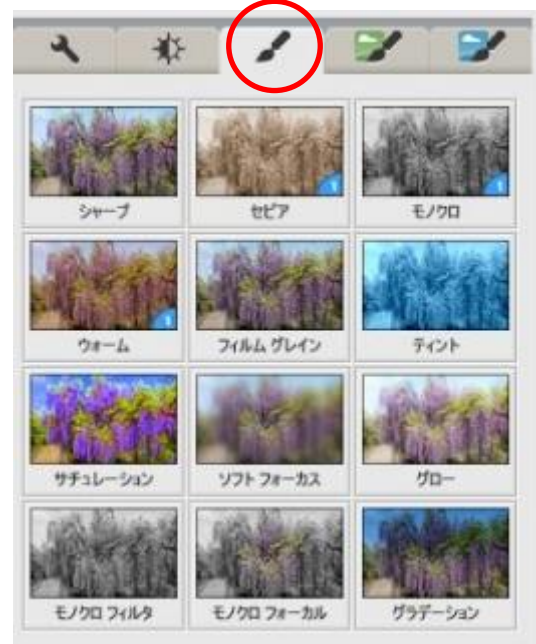 シャープ
セピア
モノクロ
ウォーム
フィルム グレイン
ティント
サチュレーション
ソフト フォーカス
グロー
モノクロ フィルタ
モノクロ フォーカル
グラデーション
1
1
1